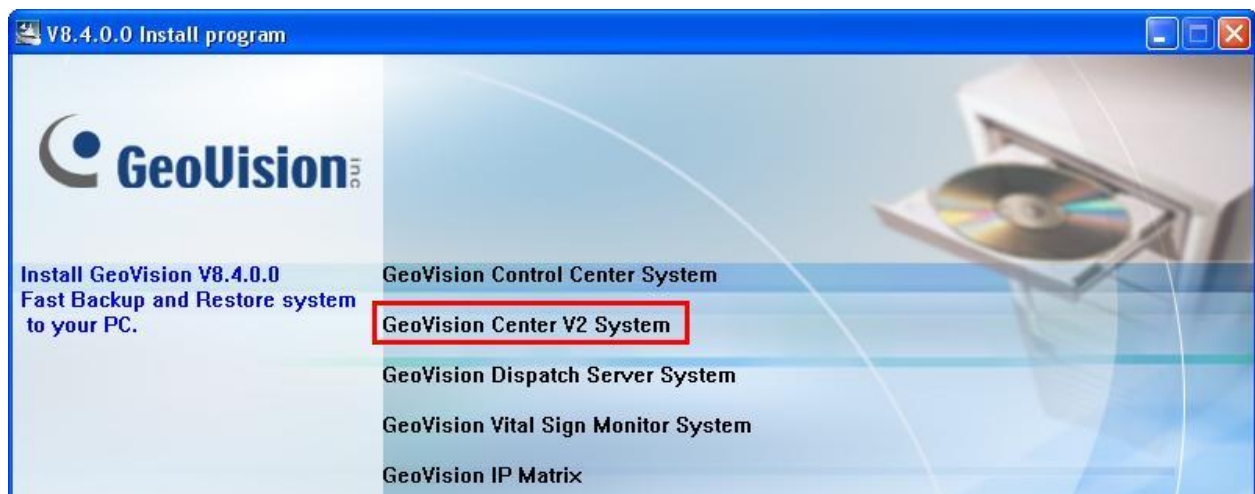 V8.4.0.0 Install program
GeoVision inc
Install GeoVision V8.4.0.0
Fast Backup and Restore system
to your PC.
GeoVision Control Center System
GeoVision Center V2 System
GeoVision Dispatch Server System
GeoVision Vital Sign Monitor System
GeoVision IP Matrix